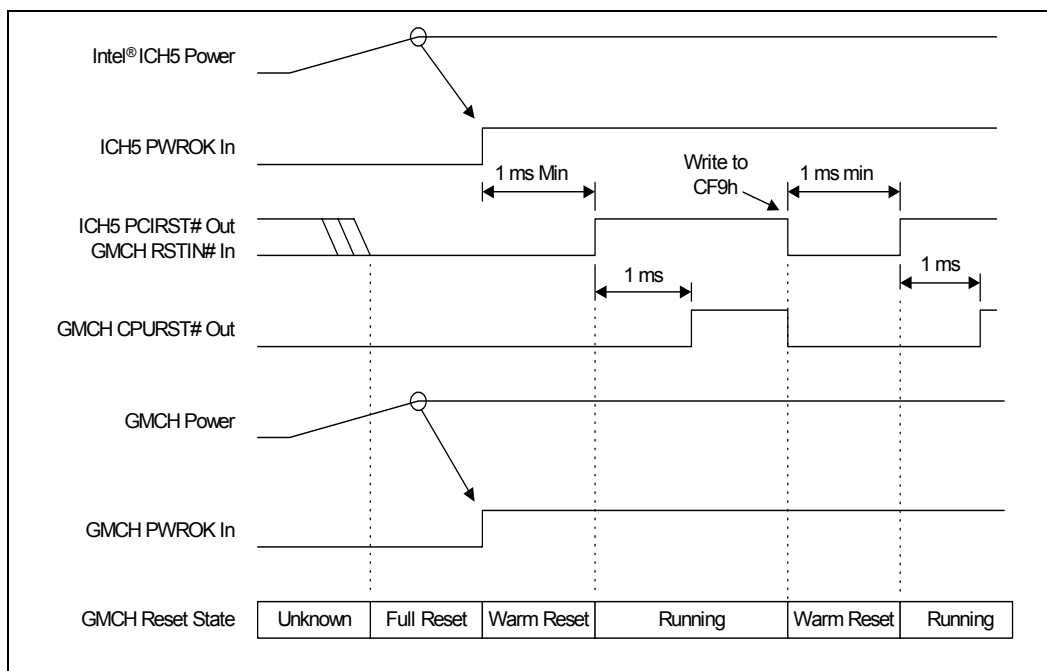 Intel® ICH5 Power
ICH5 PWROK In
1 ms Min
Write to
CF9h
1 ms min
ICH5 PCIRST# Out
GMCH RSTIN# In
1 ms
1 ms
GMCH CPURST# Out
GMCH Power
GMCH PWROK In
GMCH Reset State
Unknown
Full Reset
Warm Reset
Running
Warm Reset
Running